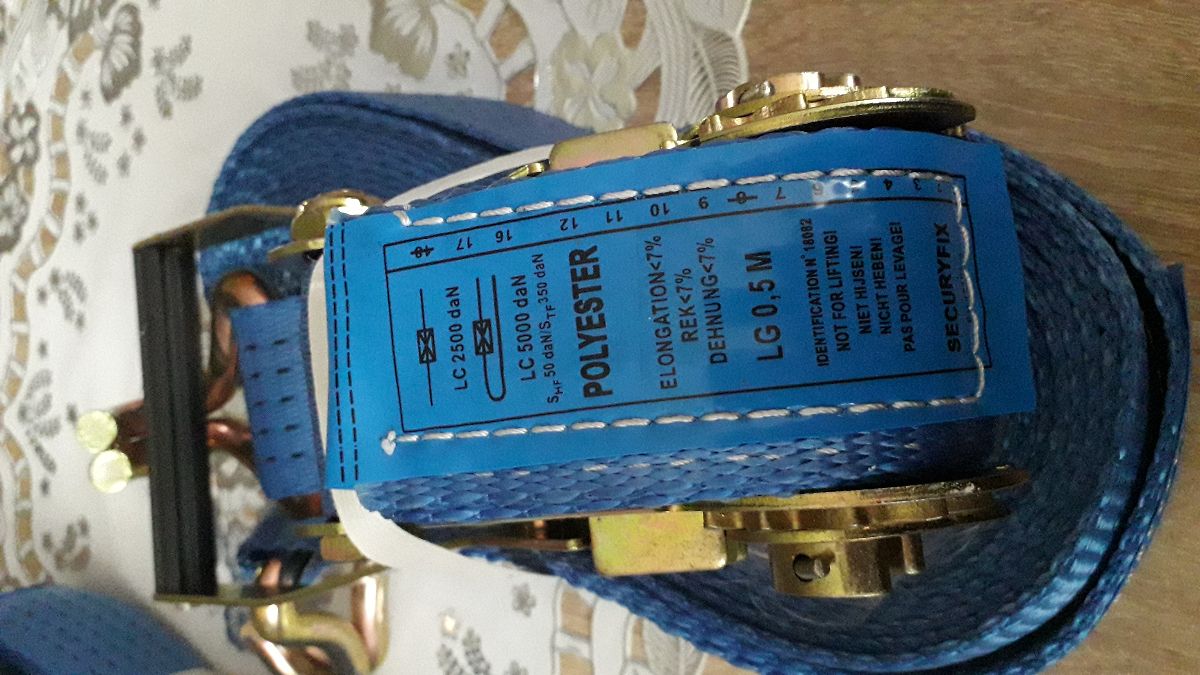 LC 2500 daN
LC 5000 daN
SHF 50 daN/STF 350 daN
POLYESTER
ELONGATION<7%
REK<7%
DEHNUNG<7%
LG 0,5 M
IDENTIFICATION N° 18082
NOT FOR LIFTING!
NIET HIJSEN!
NICHT HEBEN!
PAS POUR LEVAGE!
SECURYFIX
3 4 7 9 10 11 12 16 17